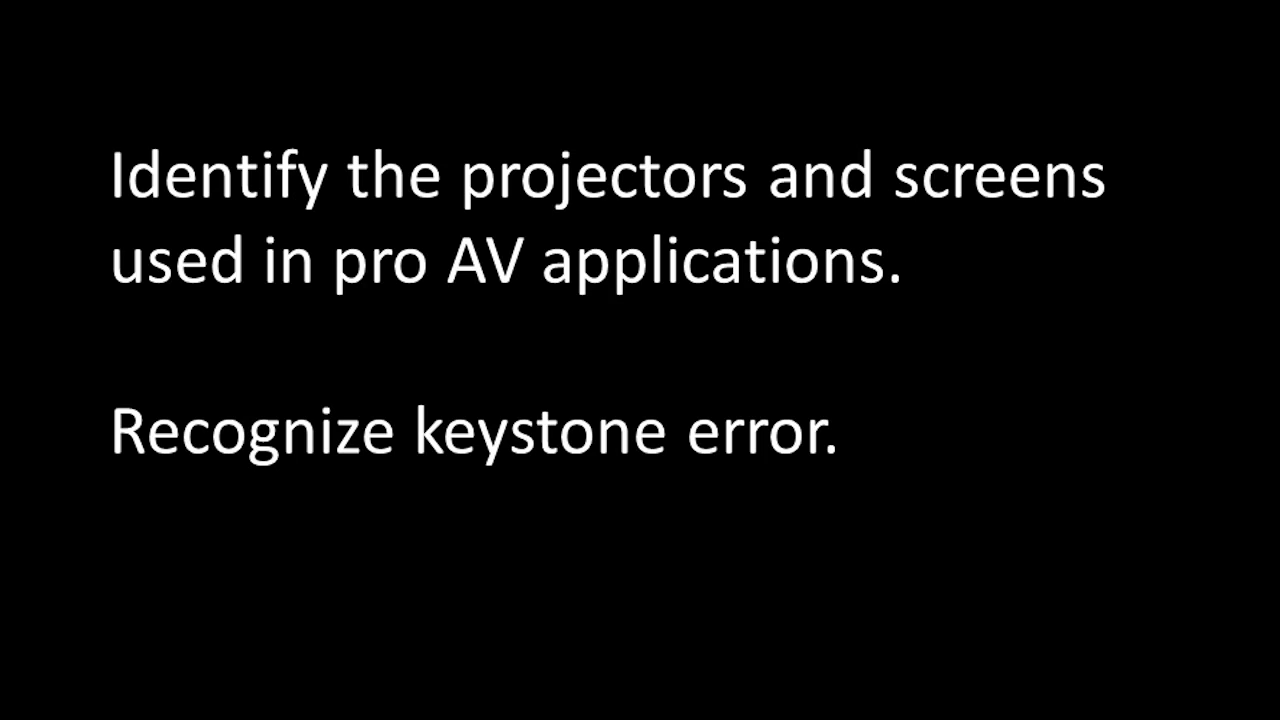 Identify the projectors and screens
used in pro AV applications.
Recognize keystone error.